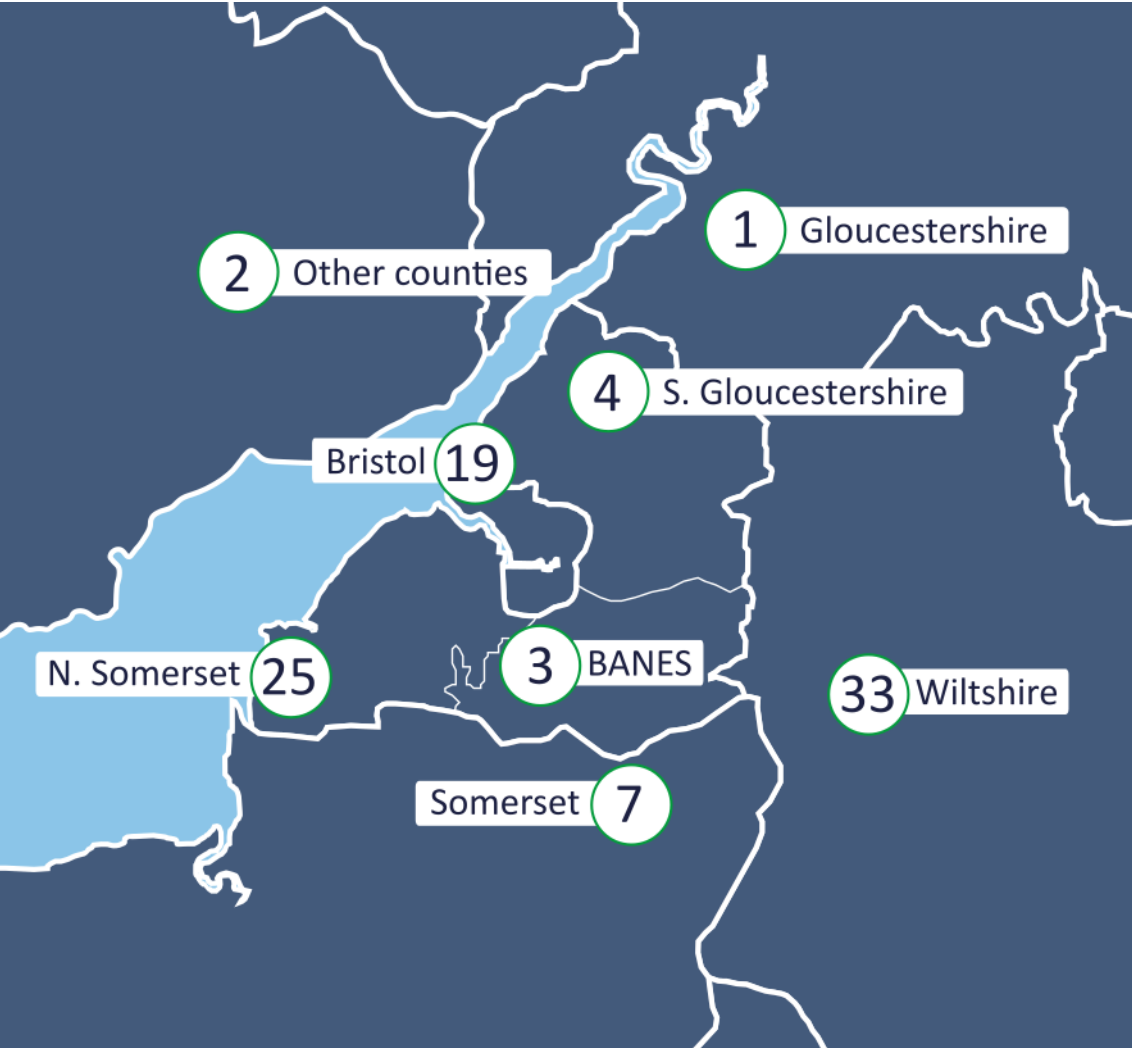 1 Gloucestershire
2 Other counties
4 S. Gloucestershire
Bristol 19
3 BANES
N. Somerset 25
33 Wiltshire
Somerset 7